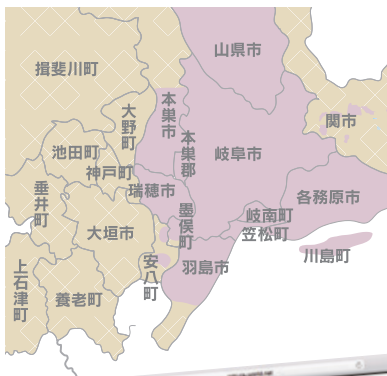 山県市
揖斐川町
本巣市
大野町
関市
本巣郡
池田町
岐阜市
神戸町
瑞穂市
垂井町
各務原市
墨俣町
岐南町
大垣市
笠松町
川島町
安八町
羽島市
上石津町
養老町